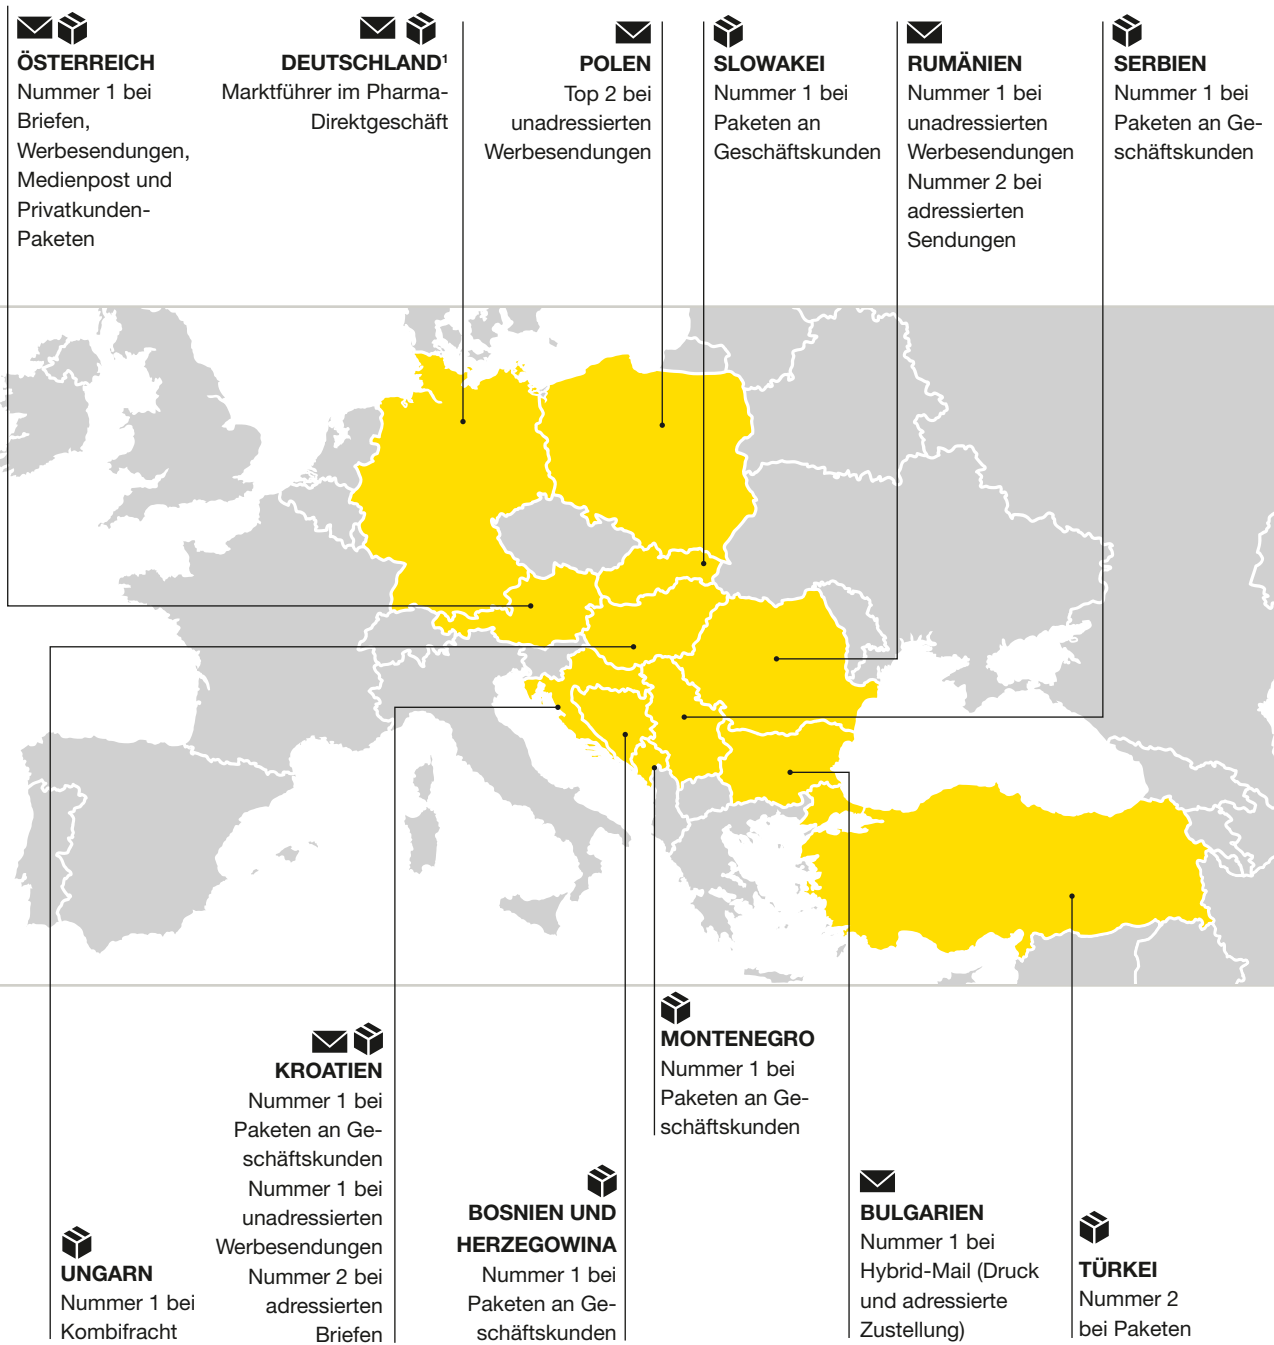 ÖSTERREICH
Nummer 1 bei
Briefen,
Werbesendungen,
Medienpost und
Privatkunden-
Paketen
DEUTSCHLAND¹
Marktführer im Pharma-
Direktgeschäft
POLEN
Top 2 bei
unadressierten
Werbesendungen
SLOWAKEI
Nummer 1 bei
Paketen an
Geschäftskunden
RUMÄNIEN
Nummer 1 bei
unadressierten
Werbesendungen
Nummer 2 bei
adressierten
Sendungen
SERBIEN
Nummer 1 bei
Paketen an Ge-
schäftskunden
UNGARN
Nummer 1 bei
Kombifracht
KROATIEN
Nummer 1 bei
Paketen an Ge-
schäftskunden
Nummer 1 bei
unadressierten
Werbesendungen
Nummer 2 bei
adressierten
Briefen
BOSNIEN UND
HERZEGOWINA
Nummer 1 bei
Paketen an Ge-
schäftskunden
MONTENEGRO
Nummer 1 bei
Paketen an Ge-
schäftskunden
BULGARIEN
Nummer 1 bei
Hybrid-Mail (Druck
und adressierte
Zustellung)
TÜRKEI
Nummer 2
bei Paketen